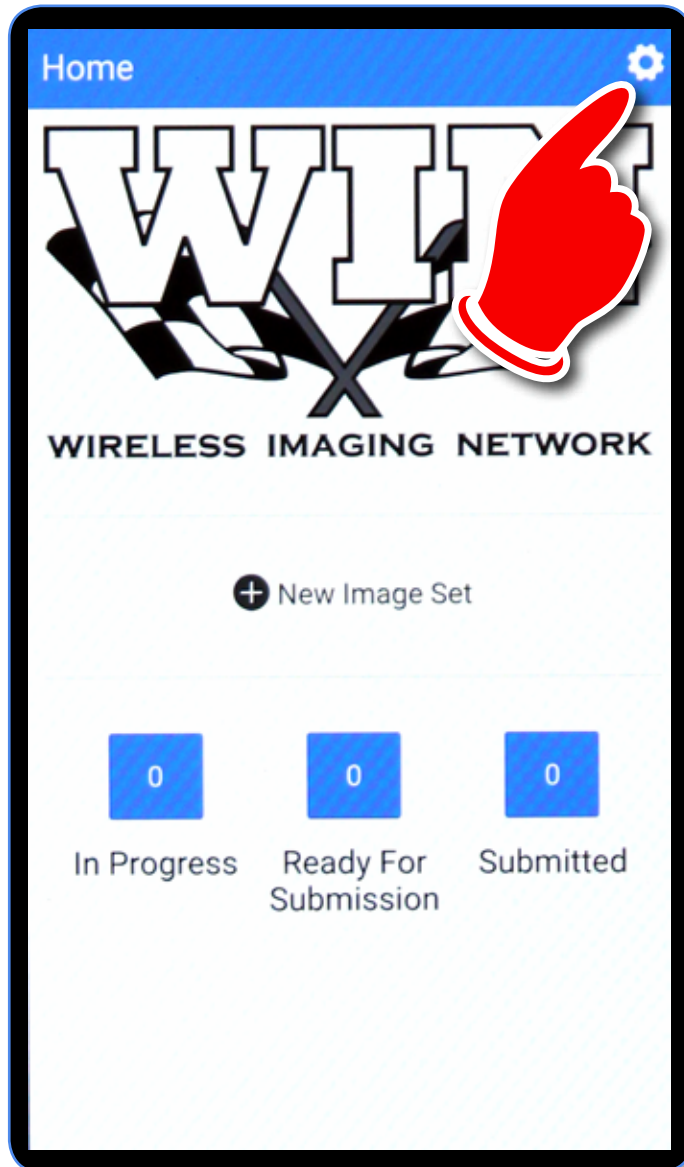 Home
WIN
WIRELESS IMAGING NETWORK
New Image Set
0
0
0
In Progress
Ready For
Submission
Submitted